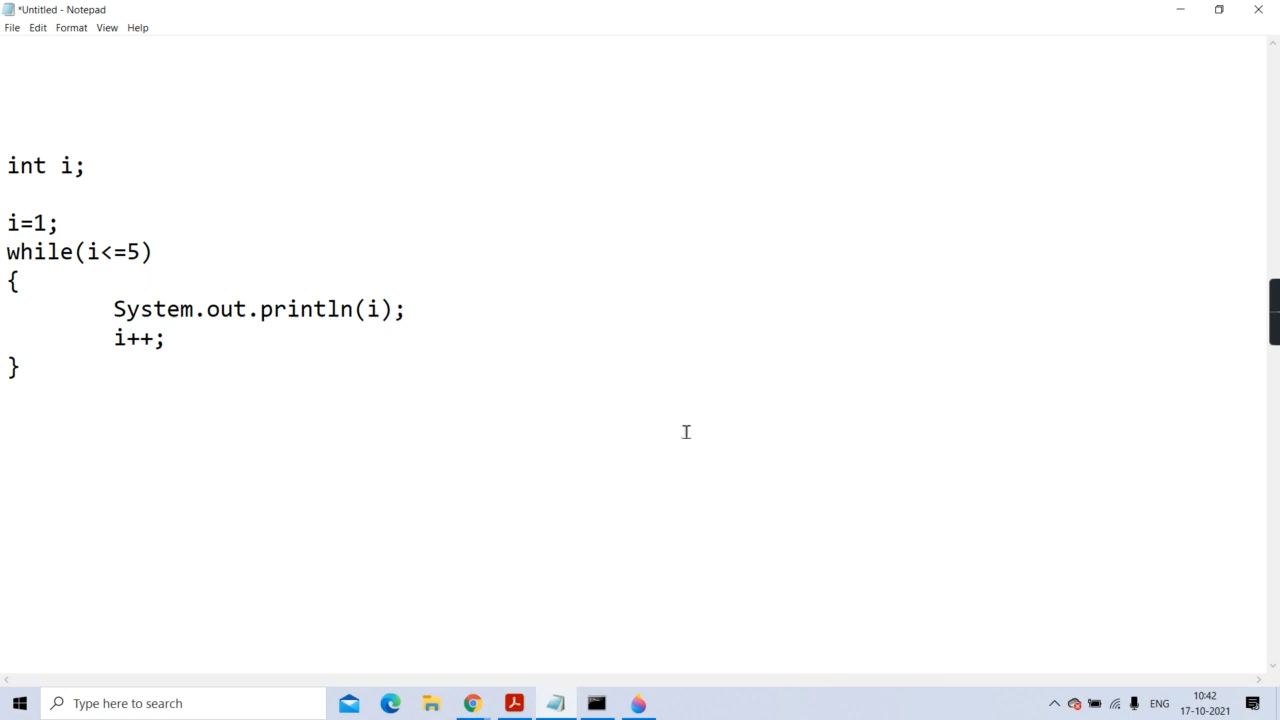 *Untitled - Notepad
File Edit Format View Help
int i;
i=1;
while(i<=5)
{
System.out.println(i);
i++;
}
Type here to search
ENG
10:42
17-10-2021